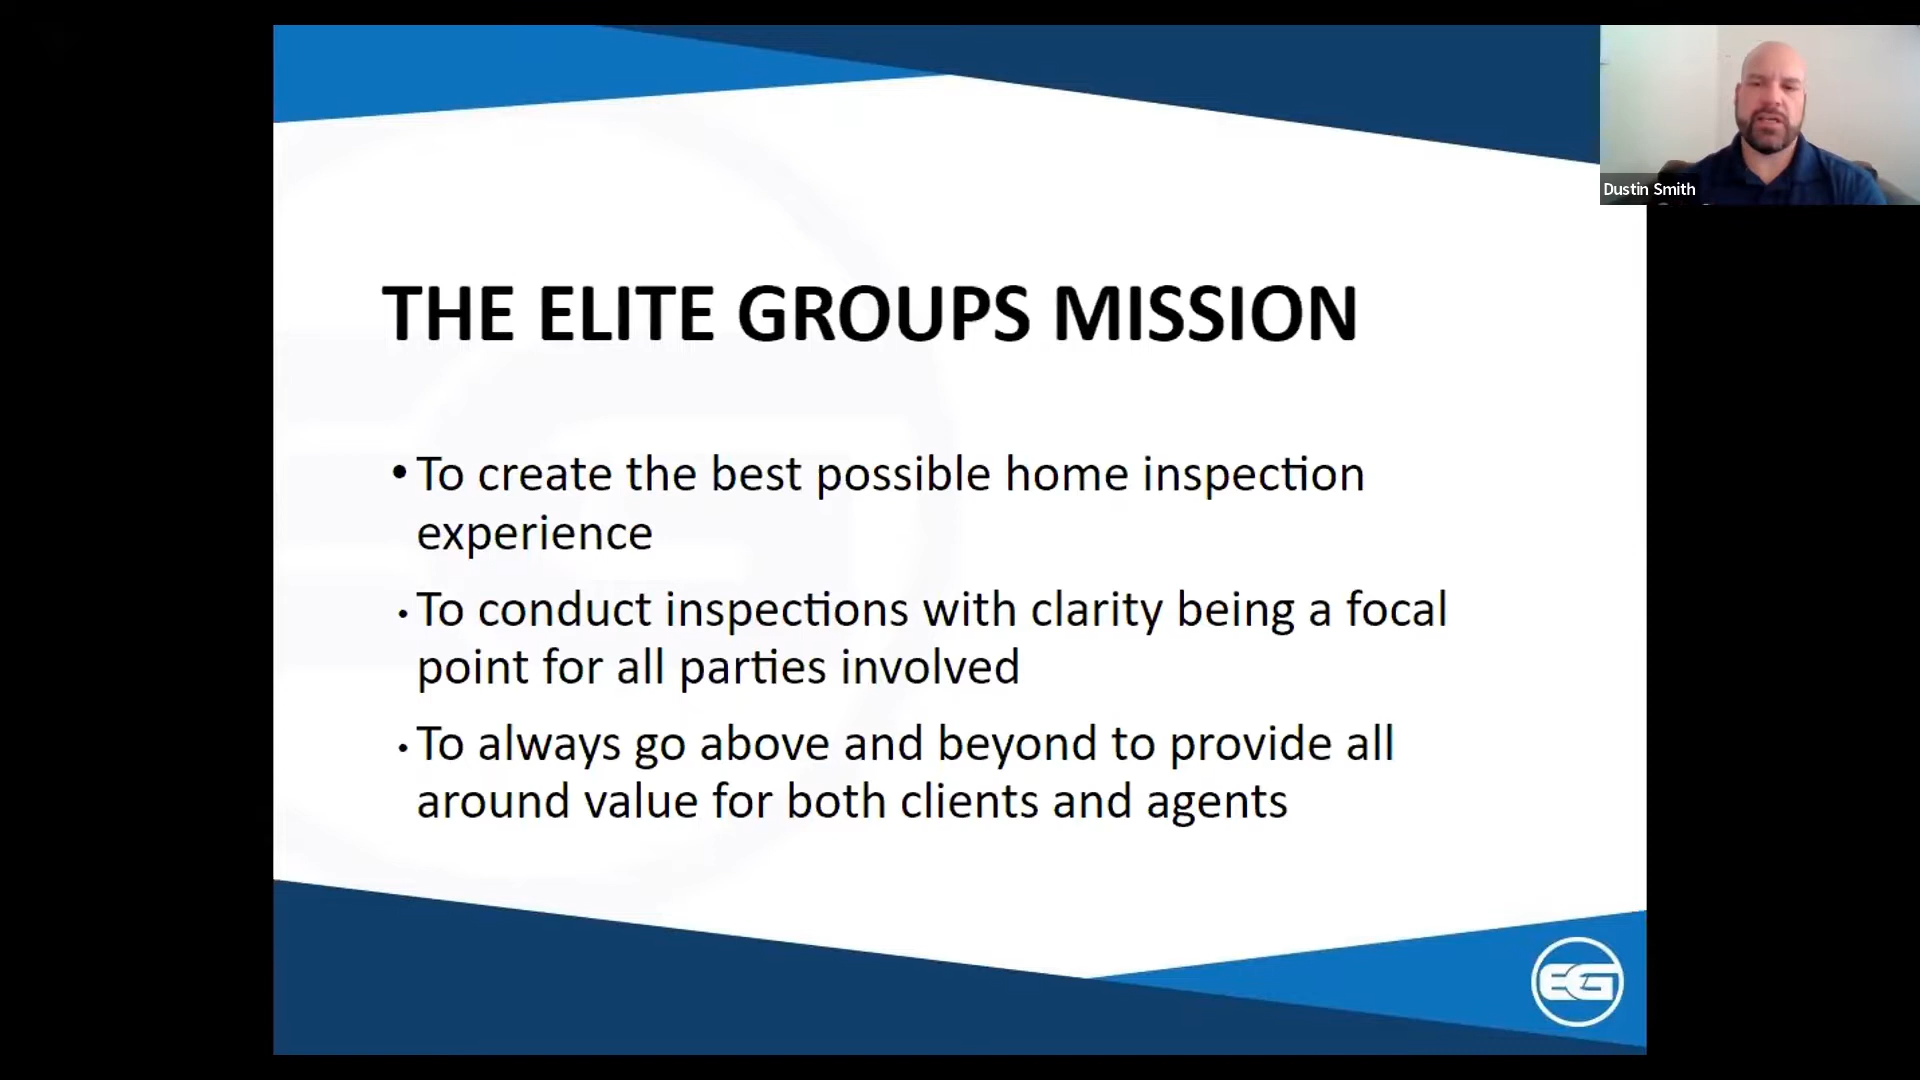 Dustin Smith
THE ELITE GROUPS MISSION
• To create the best possible home inspection
experience
• To conduct inspections with clarity being a focal
point for all parties involved
• To always go above and beyond to provide all
around value for both clients and agents
EG